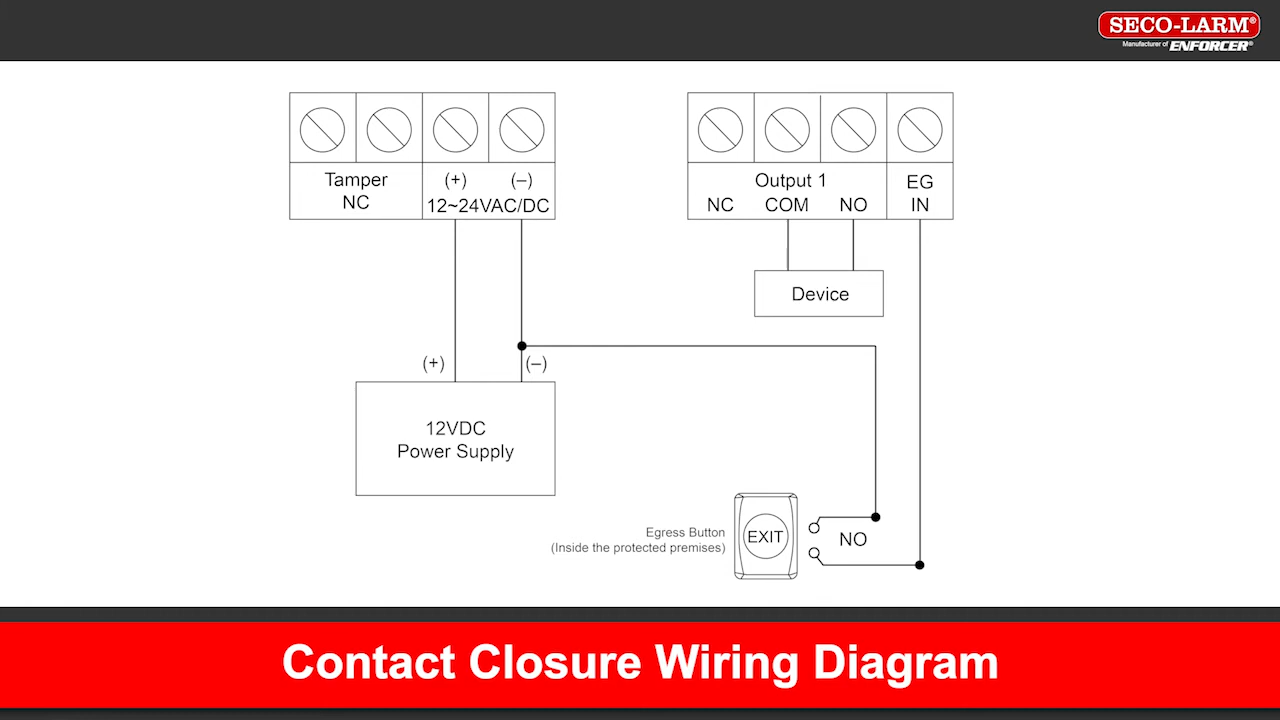 SECO-LARM®
Manufacturer of ENFORCER®
Tamper
NC
(+) (–)
12~24VAC/DC
Output 1
NC COM NO
EG
IN
Device
(+) (–)
12VDC
Power Supply
Egress Button
(Inside the protected premises)
EXIT
NO
Contact Closure Wiring Diagram